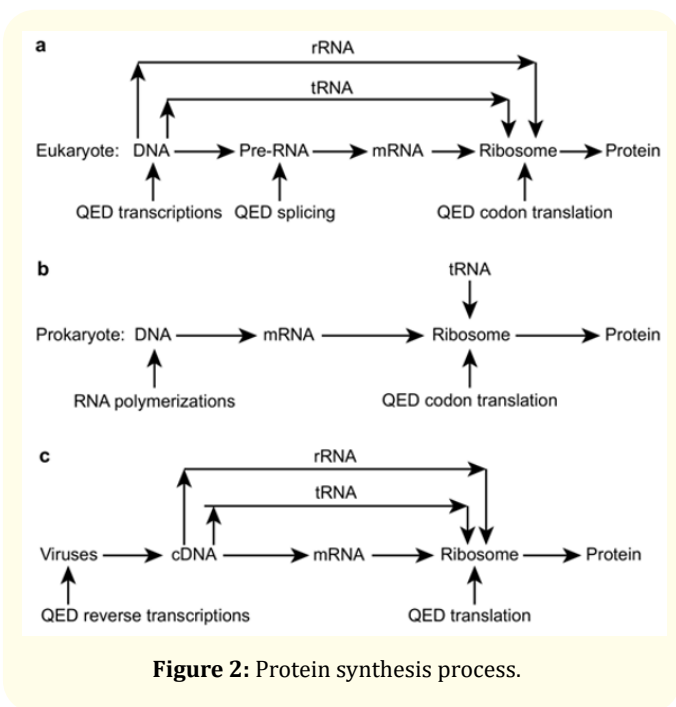 a
rRNA
tRNA
Eukaryote: DNA Pre-RNA mRNA Ribosome Protein
QED transcriptions QED splicing QED codon translation
b
tRNA
Prokaryote: DNA mRNA Ribosome Protein
RNA polymerizations QED codon translation
c
rRNA
tRNA
Viruses cDNA mRNA Ribosome Protein
QED reverse transcriptions QED translation
Figure 2: Protein synthesis process.